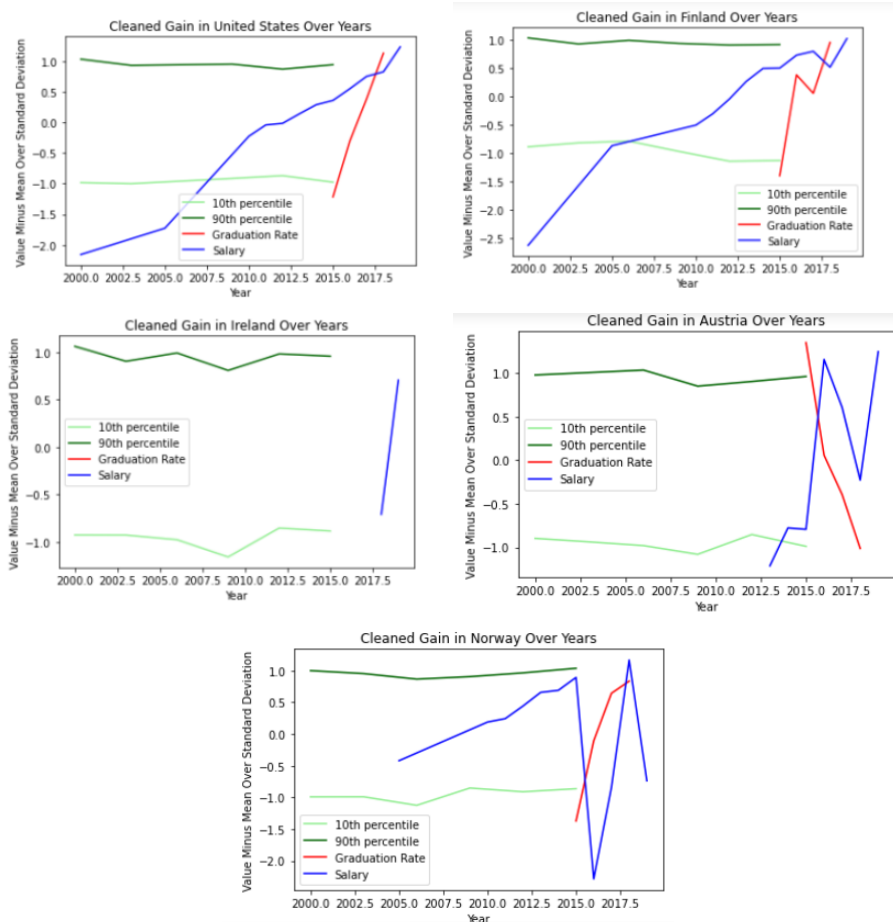 Cleaned Gain in United States Over Years
Value Minus Mean Over Standard Deviation
1.0
0.5
0.0
−0.5
−1.0
−1.5
−2.0
10th percentile
90th percentile
Graduation Rate
Salary
2000.0 2002.5 2005.0 2007.5 2010.0 2012.5 2015.0 2017.5
Year
Cleaned Gain in Finland Over Years
Value Minus Mean Over Standard Deviation
1.0
0.5
0.0
−0.5
−1.0
−1.5
−2.0
−2.5
10th percentile
90th percentile
Graduation Rate
Salary
2000.0 2002.5 2005.0 2007.5 2010.0 2012.5 2015.0 2017.5
Year
Cleaned Gain in Ireland Over Years
Value Minus Mean Over Standard Deviation
1.0
0.5
0.0
−0.5
−1.0
10th percentile
90th percentile
Graduation Rate
Salary
2000.0 2002.5 2005.0 2007.5 2010.0 2012.5 2015.0 2017.5
Year
Cleaned Gain in Austria Over Years
Value Minus Mean Over Standard Deviation
1.0
0.5
0.0
−0.5
−1.0
10th percentile
90th percentile
Graduation Rate
Salary
2000.0 2002.5 2005.0 2007.5 2010.0 2012.5 2015.0 2017.5
Year
Cleaned Gain in Norway Over Years
Value Minus Mean Over Standard Deviation
1.0
0.5
0.0
−0.5
−1.0
−1.5
−2.0
10th percentile
90th percentile
Graduation Rate
Salary
2000.0 2002.5 2005.0 2007.5 2010.0 2012.5 2015.0 2017.5
Year